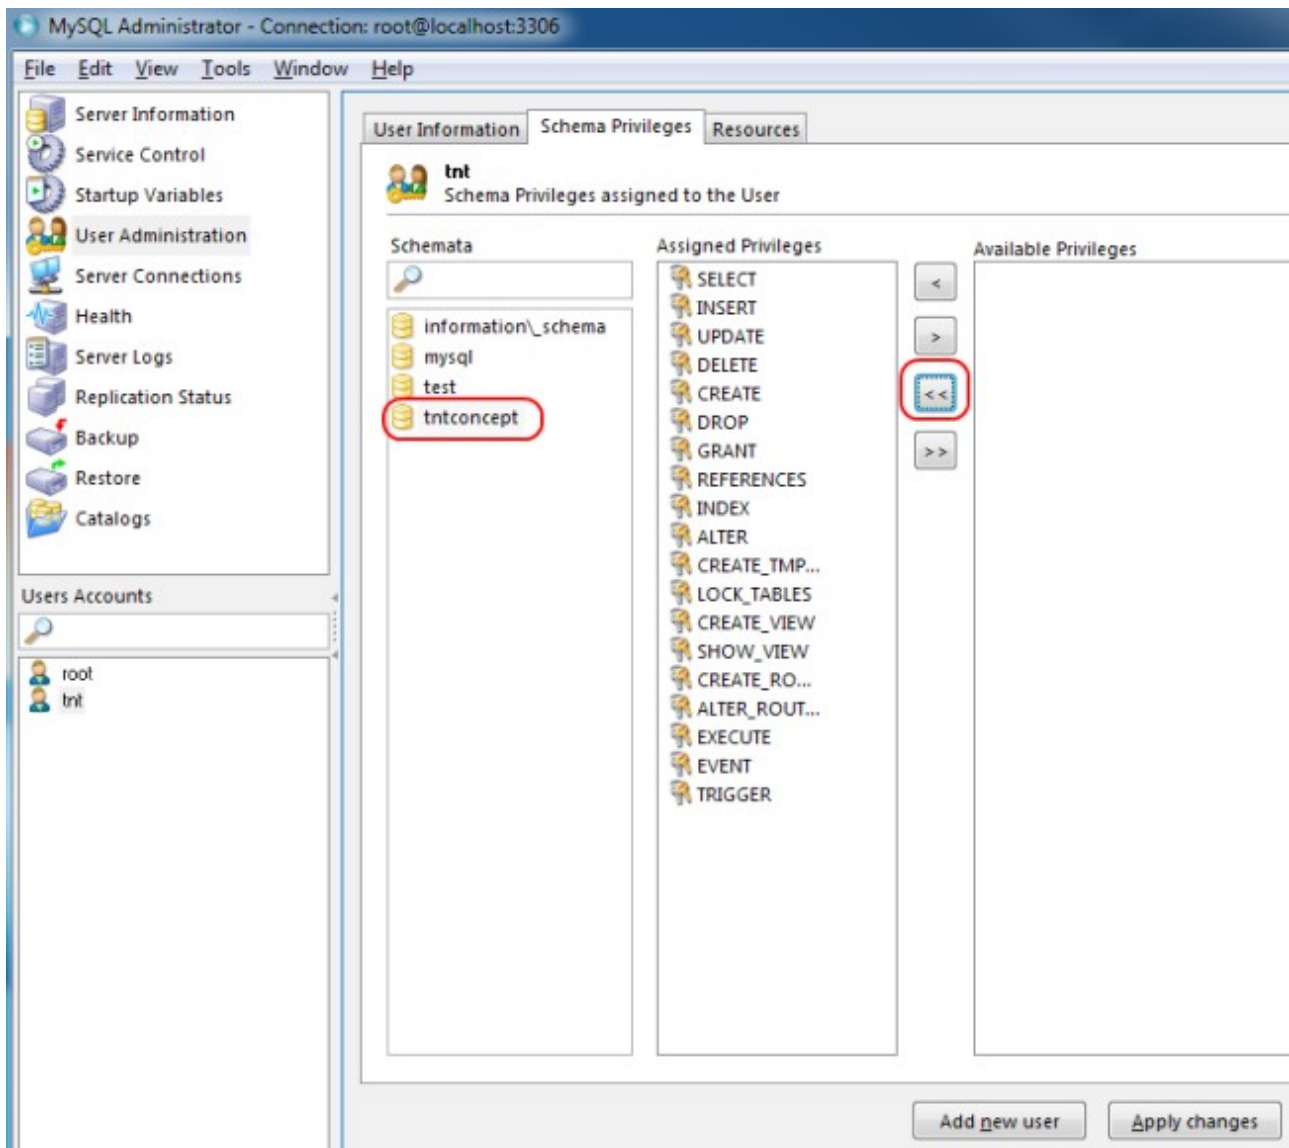 MySQL Administrator - Connection: root@localhost:3306
File Edit View Tools Window Help
Server Information
Service Control
Startup Variables
User Administration
Server Connections
Health
Server Logs
Replication Status
Backup
Restore
Catalogs
Users Accounts
root
tnt
User Information Schema Privileges Resources
tnt
Schema Privileges assigned to the User
Schemata
information\_schema
mysql
test
tntconcept
Assigned Privileges
SELECT
INSERT
UPDATE
DELETE
CREATE
DROP
GRANT
REFERENCES
INDEX
ALTER
CREATE_TMP...
LOCK_TABLES
CREATE_VIEW
SHOW_VIEW
CREATE_RO...
ALTER_ROUT...
EXECUTE
EVENT
TRIGGER
<
>
<<
>>
Available Privileges
Add new user Apply changes